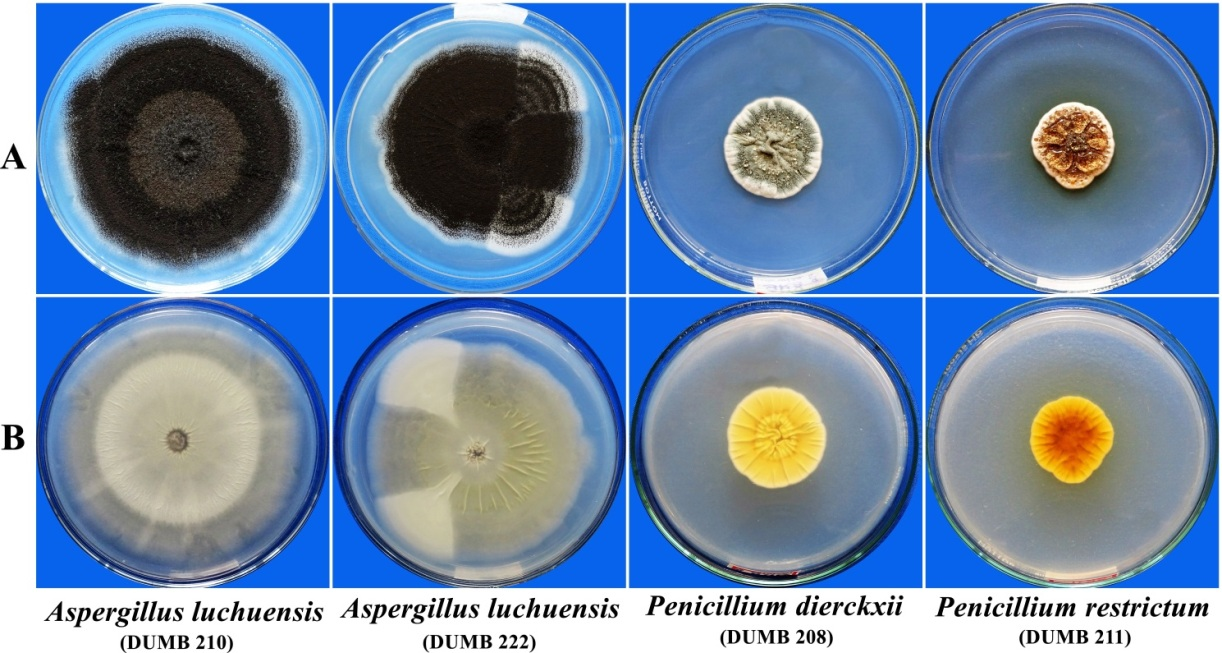 A
B
Aspergillus luchuensis
(DUMB 210)
Aspergillus luchuensis
(DUMB 222)
Penicillium dierckxii
(DUMB 208)
Penicillium restrictum
(DUMB 211)